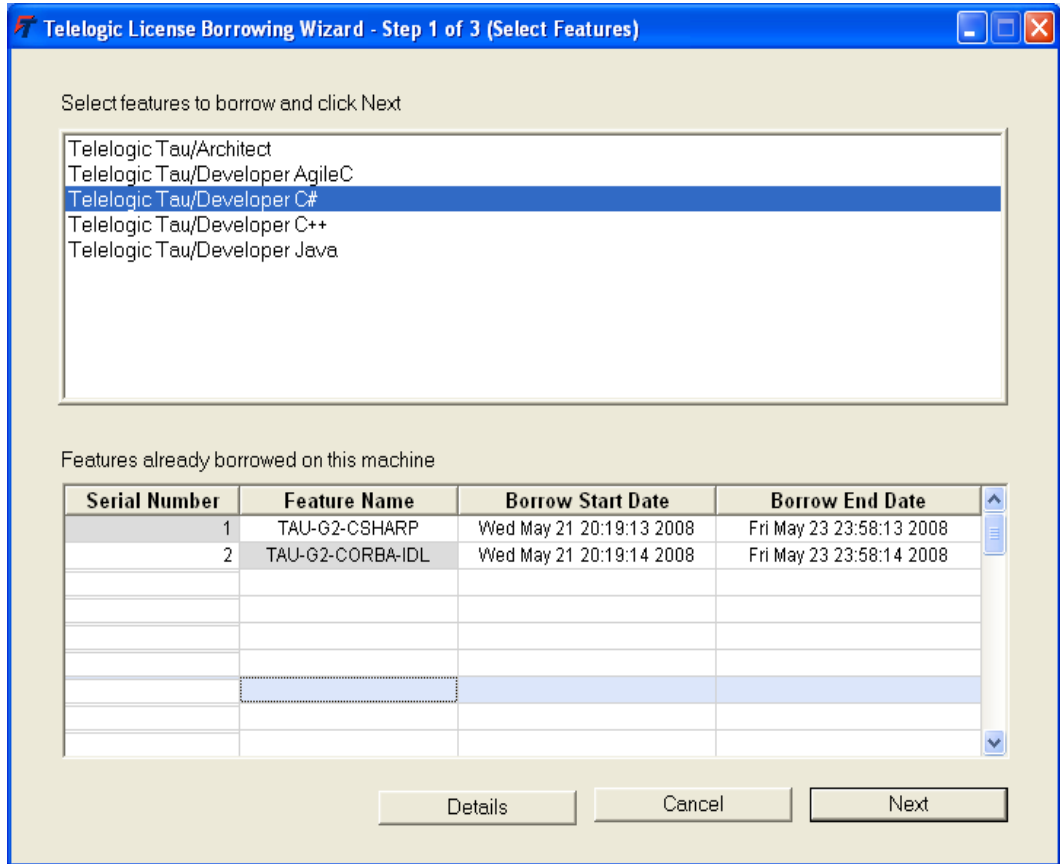 Telelogic License Borrowing Wizard - Step 1 of 3 (Select Features)
Select features to borrow and click Next
Telelogic Tau/Architect
Telelogic Tau/Developer AgileC
Telelogic Tau/Developer C#
Telelogic Tau/Developer C++
Telelogic Tau/Developer Java
Features already borrowed on this machine
Serial Number Feature Name Borrow Start Date Borrow End Date
1 TAU-G2-CSHARP Wed May 21 20:19:13 2008 Fri May 23 23:58:13 2008
2 TAU-G2-CORBA-IDL Wed May 21 20:19:14 2008 Fri May 23 23:58:14 2008
Details Cancel Next